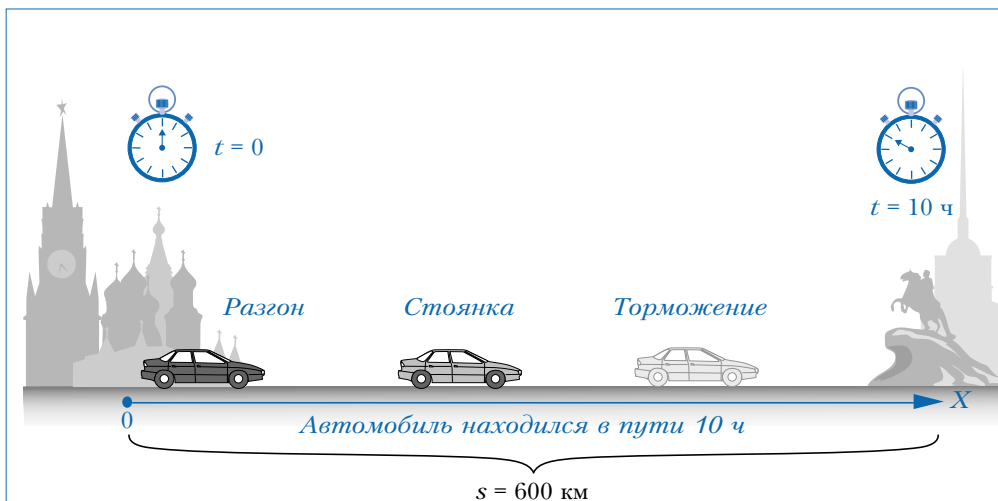 t = 0
t = 10 ч
Разгон Стоянка Торможение
0 X
Автомобиль находился в пути 10 ч
s = 600 км